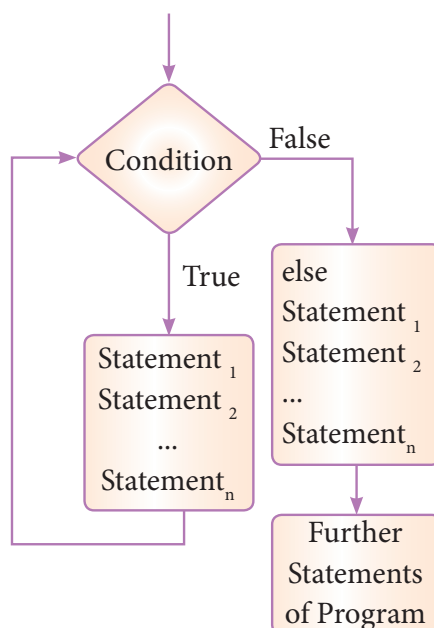 Condition
False
True
Statement 1
Statement 2
...
Statement n
else
Statement 1
Statement 2
...
Statement n
Further
Statements
of Program